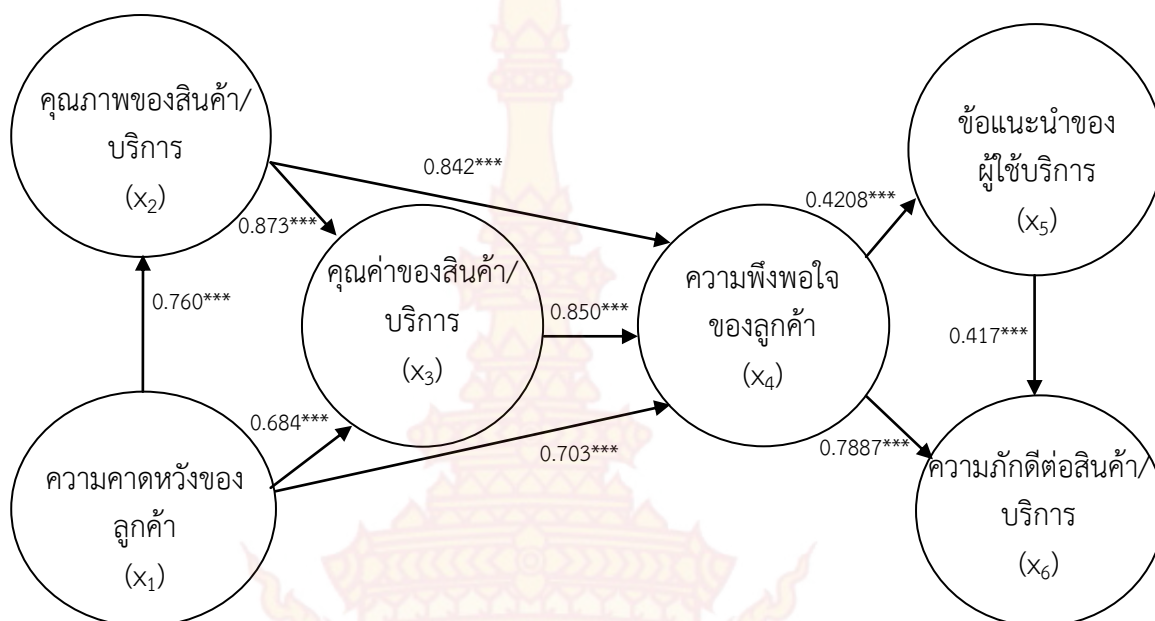 คุณภาพของสินค้า/
บริการ
(x2)
ข้อแนะนำของ
ผู้ใช้บริการ
(x5)
0.842***
0.4208***
0.873***
คุณค่าของสินค้า/
บริการ
(x3)
ความพึงพอใจ
ของลูกค้า
(x4)
0.760***
0.850***
0.417***
0.684***
0.703***
0.7887***
ความคาดหวังของ
ลูกค้า
(x1)
ความภักดีต่อสินค้า/
บริการ
(x6)